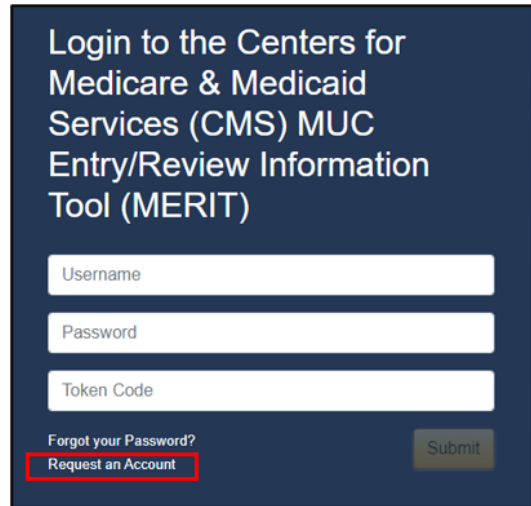 Login to the Centers for
Medicare & Medicaid
Services (CMS) MUC
Entry/Review Information
Tool (MERIT)
Username
Password
Token Code
Forgot your Password?
Submit
Request an Account